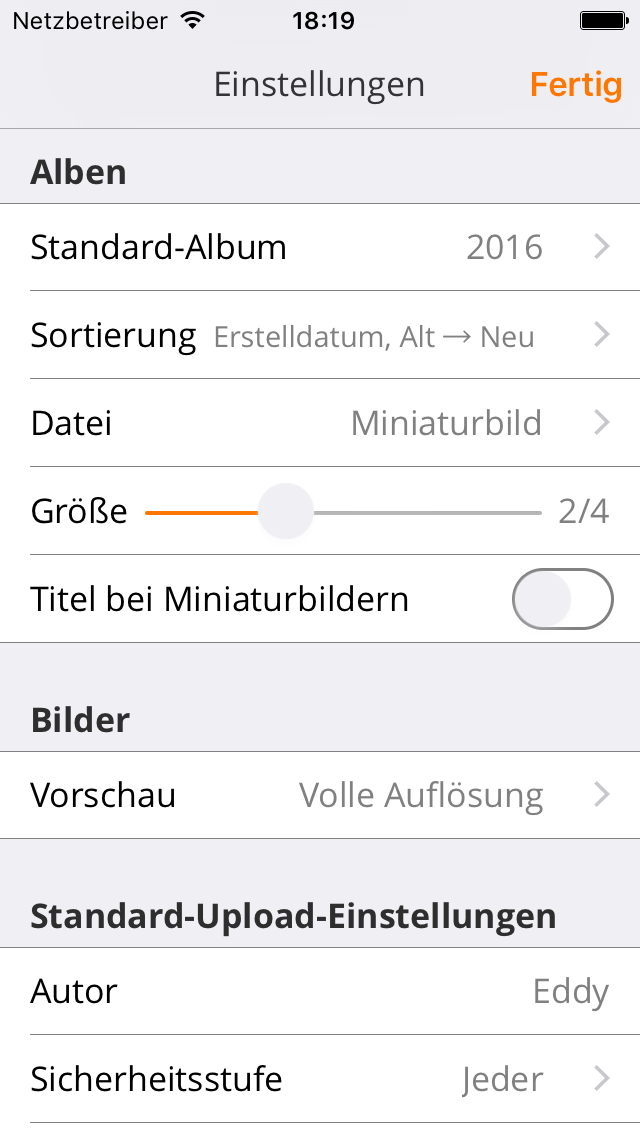 Netzbetreiber 18:19
Einstellungen Fertig
Alben
Standard-Album 2016
Sortierung Erstelldatum, Alt → Neu
Datei Miniaturbild
Größe 2/4
Titel bei Miniaturbildern
Bilder
Vorschau Volle Auflösung
Standard-Upload-Einstellungen
Autor Eddy
Sicherheitsstufe Jeder